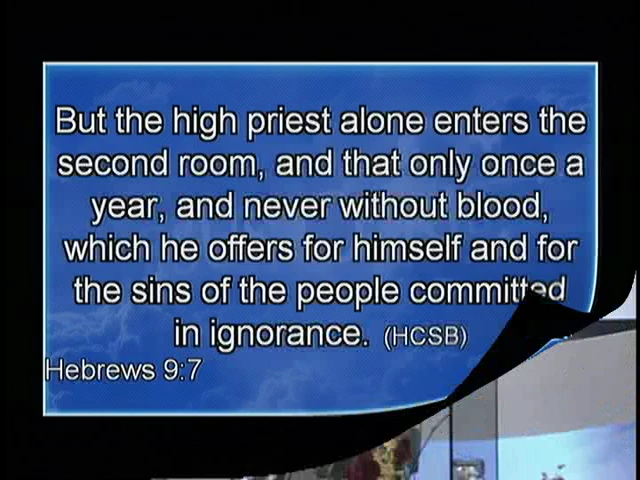 But the high priest alone enters the
second room, and that only once a
year, and never without blood,
which he offers for himself and for
the sins of the people committed
in ignorance. (HCSB)
Hebrews 9:7